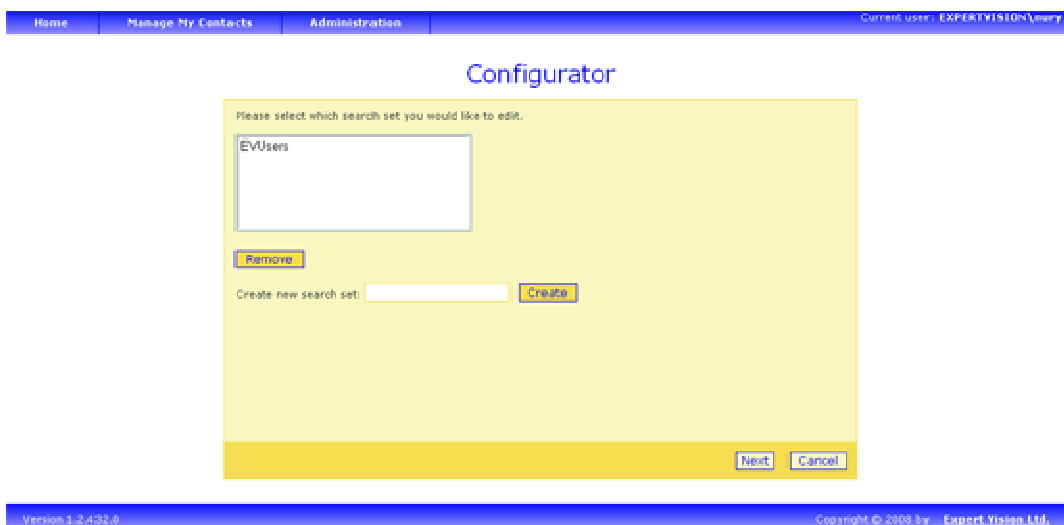 Home Manage My Contacts Administration Current user: EXPERTVISION\nury
Configurator
Please select which search set you would like to edit.
EVUsers
Remove
Create new search set: Create
Next Cancel
Version 1.2.432.0 Copyright © 2008 by Expert Vision Ltd.